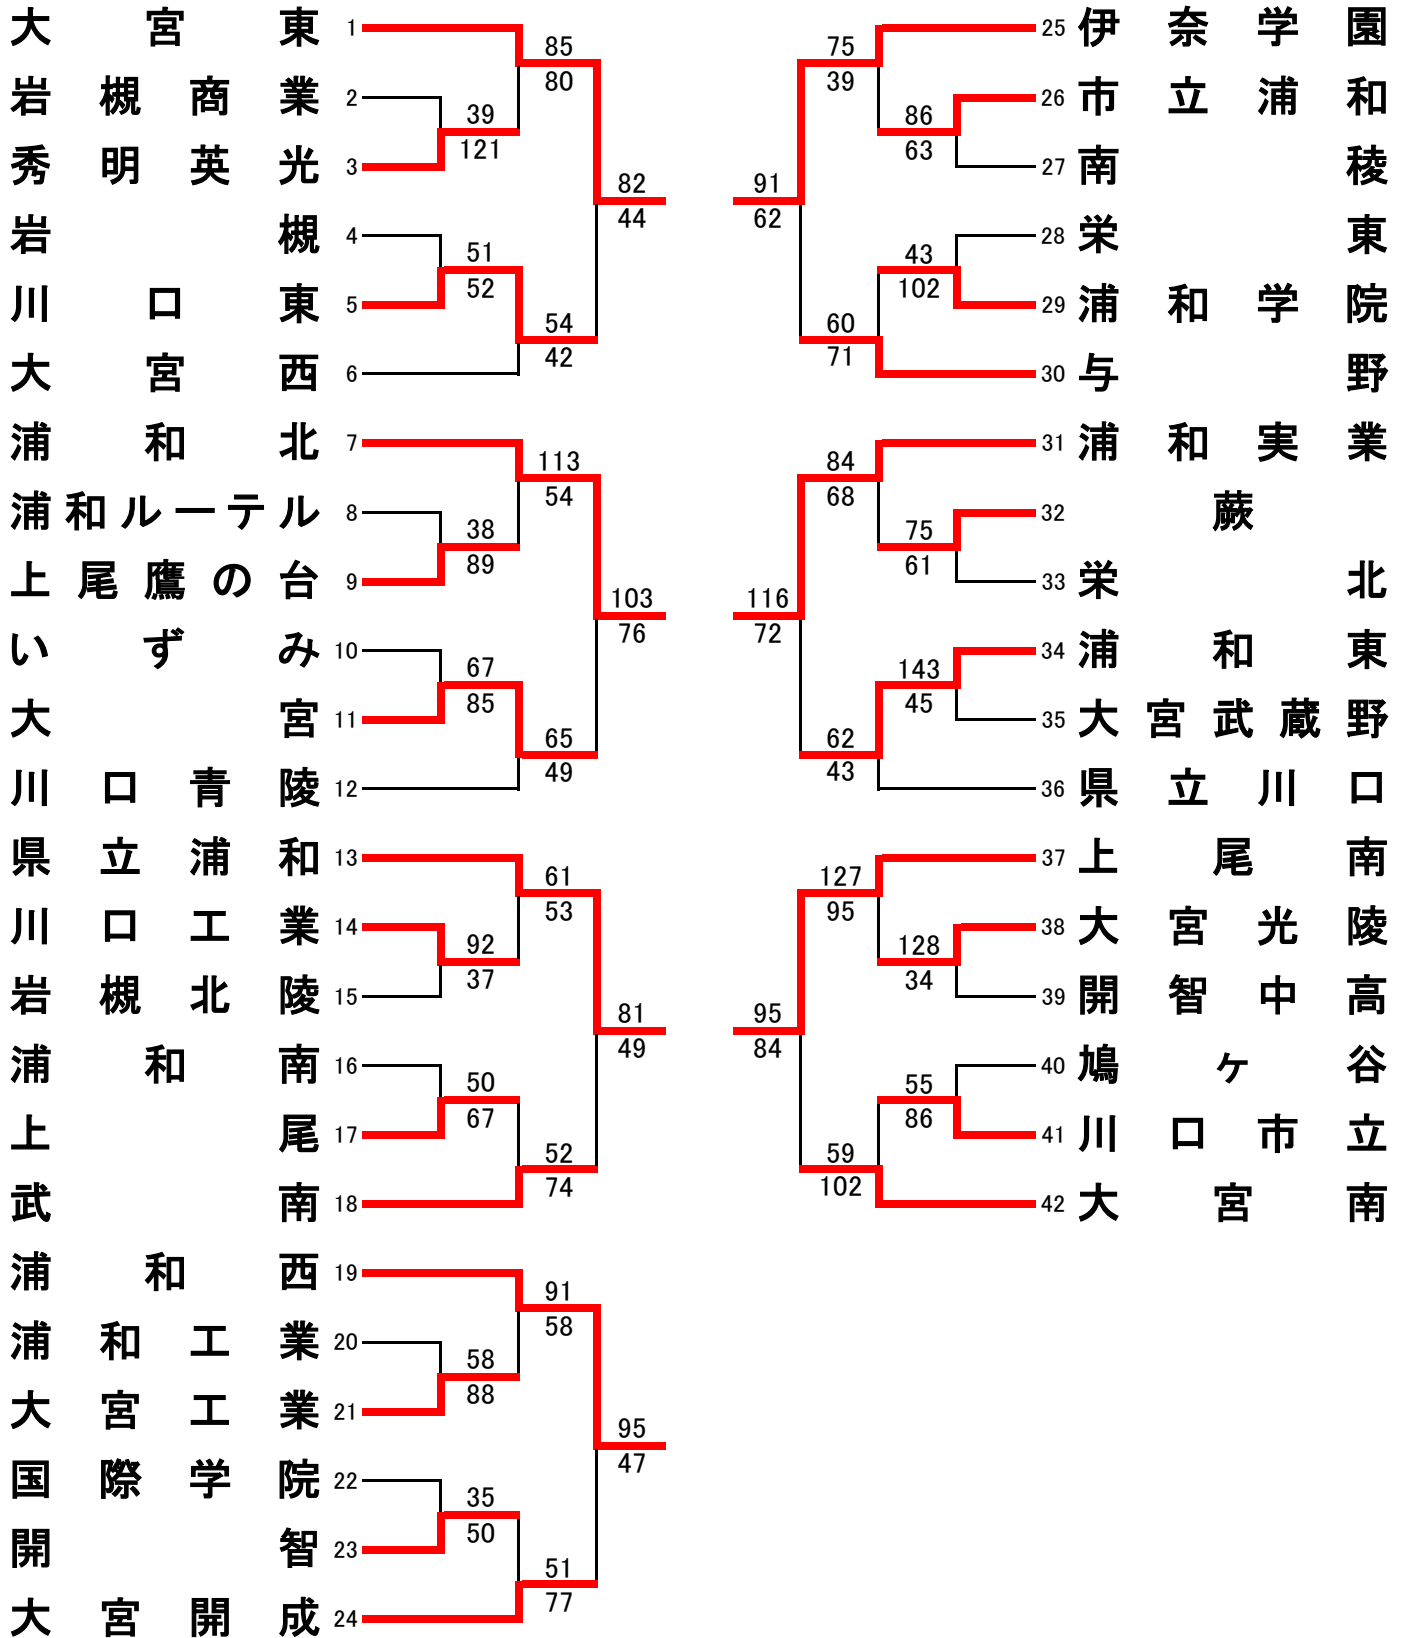 大宮東 1
岩槻商業 2
秀明英光 3
岩槻 4
川口東 5
大宮西 6
浦和北 7
浦和ルーテル 8
上尾鷹の台 9
いずみ 10
大宮 11
川口青陵 12
県立浦和 13
川口工業 14
岩槻北陵 15
浦和南 16
上尾 17
武南 18
浦和西 19
浦和工業 20
大宮工業 21
国際学院 22
開智 23
大宮開成 24
39
121
51
52
38
89
67
85
92
37
50
67
58
88
35
50
85
80
54
42
113
54
65
49
61
53
52
74
91
58
51
77
82
44
103
76
81
49
95
47
91
62
116
72
95
84
75
39
60
71
84
68
62
43
127
95
59
102
86
63
43
102
75
61
143
45
128
34
55
86
25 伊奈学園
26 市立浦和
27 南稜
28 栄東
29 浦和学院
30 与野
31 浦和実業
32 蕨
33 栄北
34 浦和東
35 大宮武蔵野
36 県立川口
37 上尾南
38 大宮光陵
39 開智中高
40 鳩ヶ谷
41 川口市立
42 大宮南